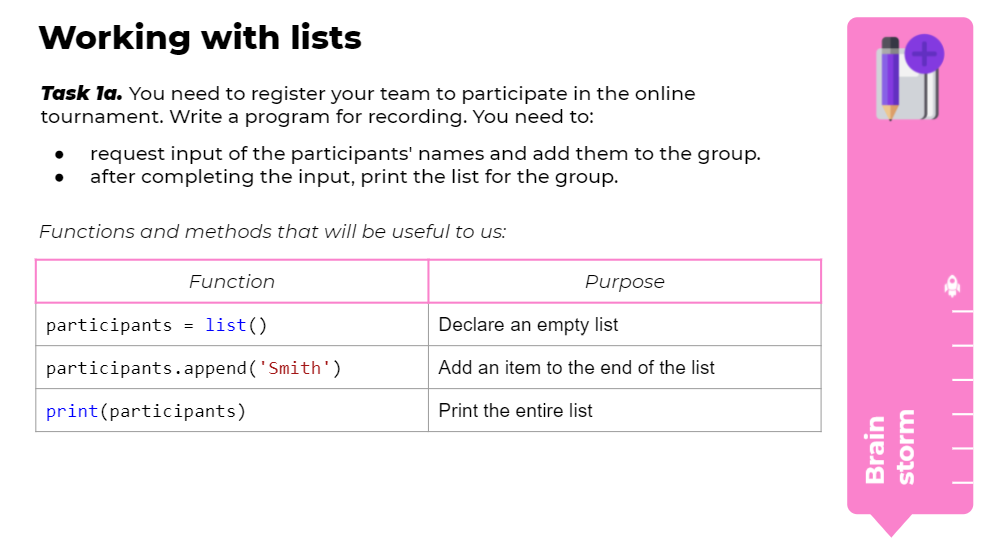 Working with lists
Task 1a. You need to register your team to participate in the online
tournament. Write a program for recording. You need to:
● request input of the participants' names and add them to the group.
● after completing the input, print the list for the group.
Functions and methods that will be useful to us:
Function Purpose
participants = list() Declare an empty list
participants.append('Smith') Add an item to the end of the list
print(participants) Print the entire list
Brain
storm